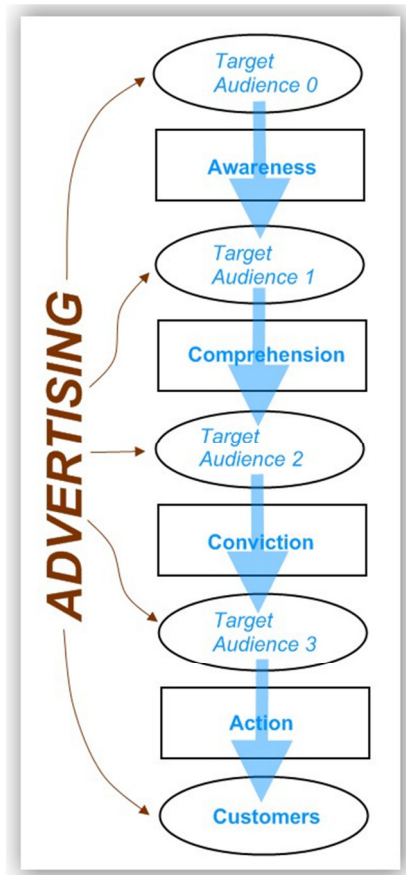 ADVERTISING
Target
Audience 0
Awareness
Target
Audience 1
Comprehension
Target
Audience 2
Conviction
Target
Audience 3
Action
Customers